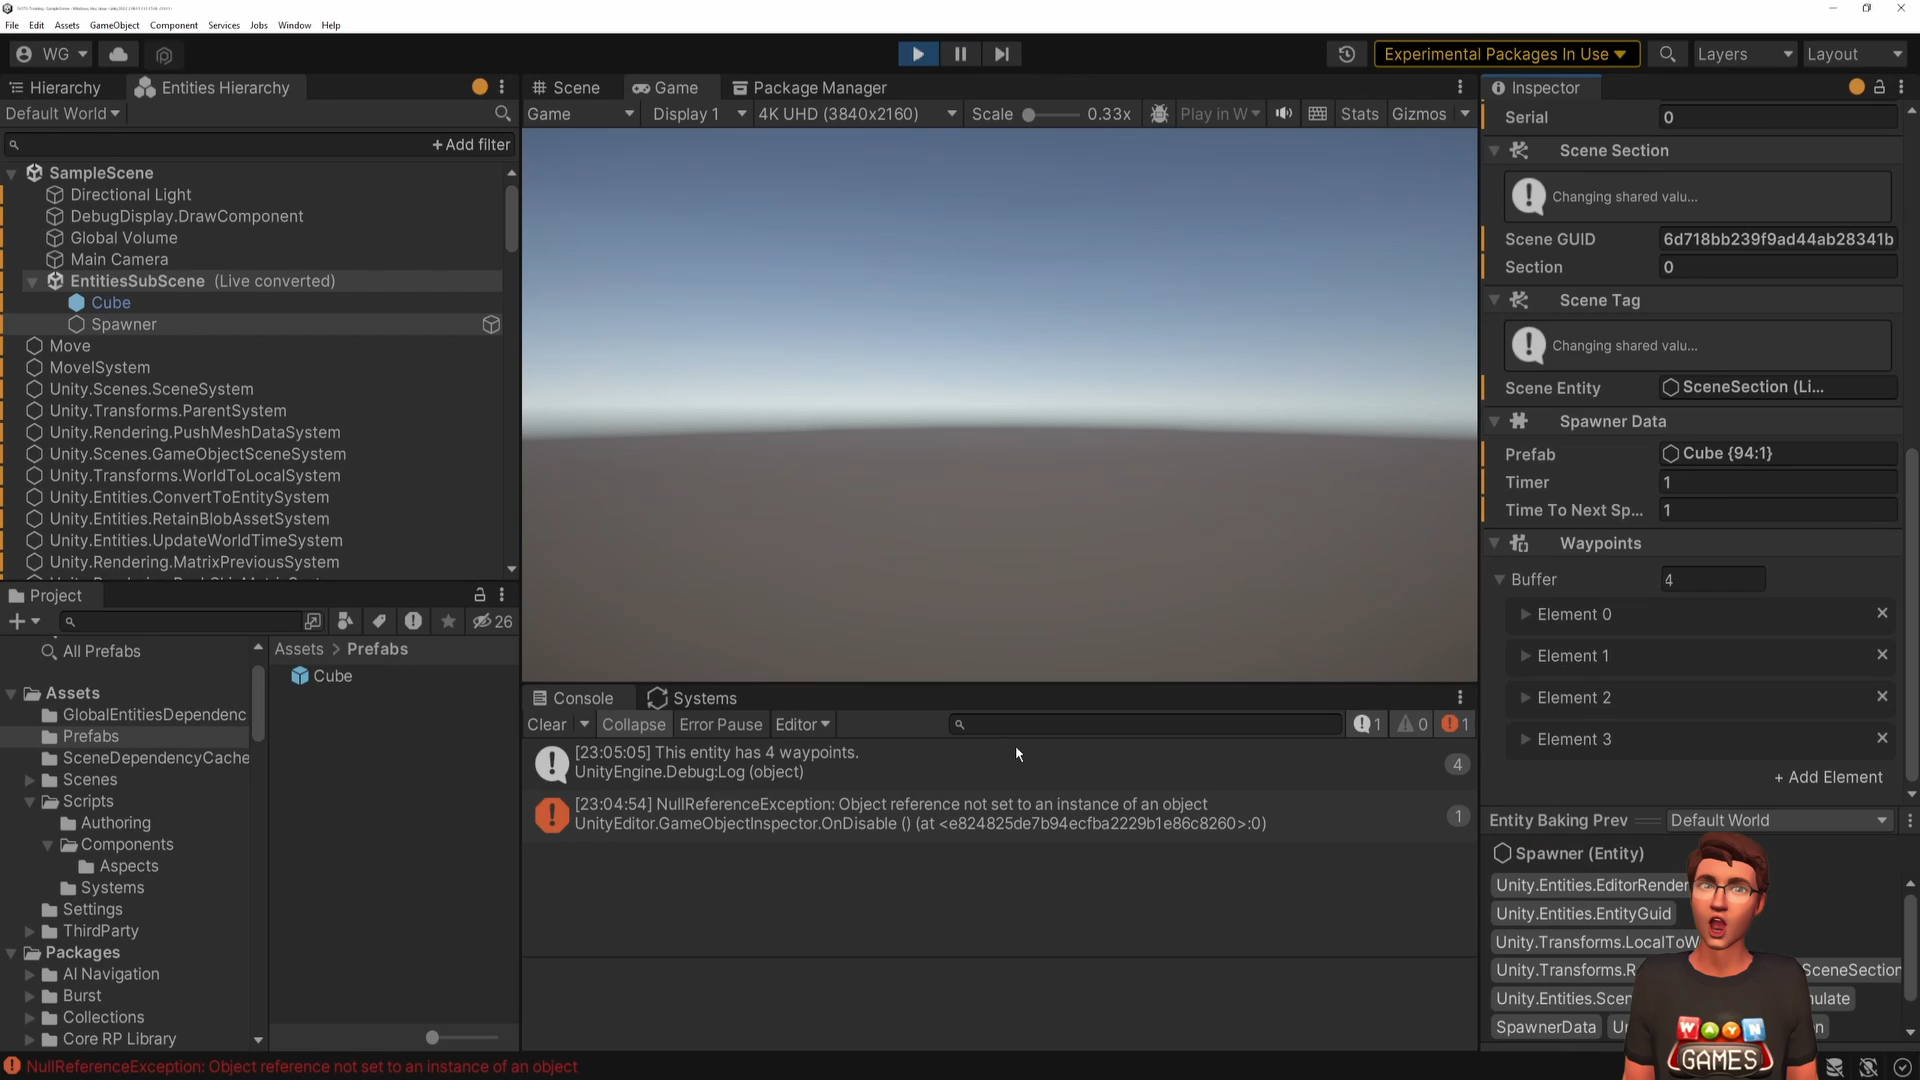 File Edit Assets GameObject Component Services Jobs Window Help
WG
Experimental Packages In Use
Layers
Layout
Hierarchy
Entities Hierarchy
Scene
Game
Package Manager
Inspector
Default World
Game
Display 1
4K UHD (3840x2160)
Scale
0.33x
Play in W
Stats
Gizmos
+ Add filter
SampleScene
Directional Light
DebugDisplay.DrawComponent
Global Volume
Main Camera
EntitiesSubScene (Live converted)
Cube
Spawner
Move
MoveISystem
Unity.Scenes.SceneSystem
Unity.Transforms.ParentSystem
Unity.Rendering.PushMeshDataSystem
Unity.Scenes.GameObjectSceneSystem
Unity.Transforms.WorldToLocalSystem
Unity.Entities.ConvertToEntitySystem
Unity.Entities.RetainBlobAssetSystem
Unity.Entities.UpdateWorldTimeSystem
Unity.Rendering.MatrixPreviousSystem
Serial 0
Scene Section
Changing shared valu...
Scene GUID 6d718bb239f9ad44ab28341b
Section 0
Scene Tag
Changing shared valu...
Scene Entity SceneSection (Li...
Spawner Data
Prefab Cube {94:1}
Timer 1
Time To Next Sp... 1
Waypoints
Buffer 4
Element 0
Element 1
Element 2
Element 3
+ Add Element
Project
26
All Prefabs
Assets
GlobalEntitiesDependenc
Prefabs
SceneDependencyCache
Scenes
Scripts
Authoring
Components
Aspects
Systems
Settings
ThirdParty
Packages
AI Navigation
Burst
Collections
Core RP Library
Assets > Prefabs
Cube
Console
Systems
Clear
Collapse
Error Pause
Editor
1
0
1
[23:05:05] This entity has 4 waypoints.
UnityEngine.Debug:Log (object)
4
[23:04:54] NullReferenceException: Object reference not set to an instance of an object
UnityEditor.GameObjectInspector.OnDisable () (at <e824825de7b94ecfba2229b1e86c8260>:0)
1
Entity Baking Prev
Default World
Spawner (Entity)
Unity.Entities.EditorRender
Unity.Entities.EntityGuid
Unity.Transforms.LocalToW
Unity.Transforms.R
SceneSection
Unity.Entities.Scen
ulate
SpawnerData
WAYN
GAMES
NullReferenceException: Object reference not set to an instance of an object